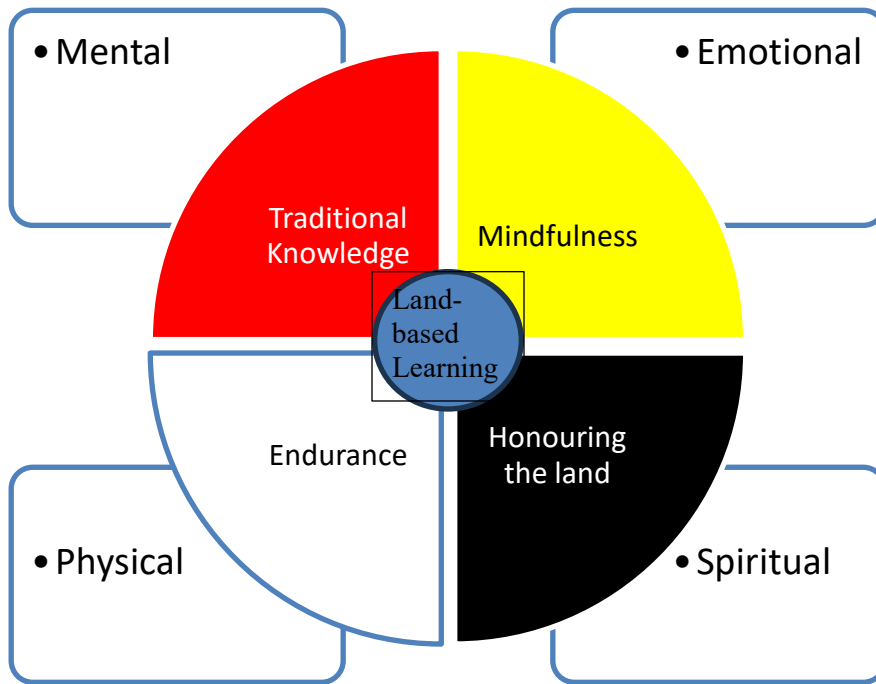 • Mental
• Emotional
Traditional
Knowledge
Mindfulness
Land-
based
Learning
Endurance
Honouring
the land
• Physical
• Spiritual